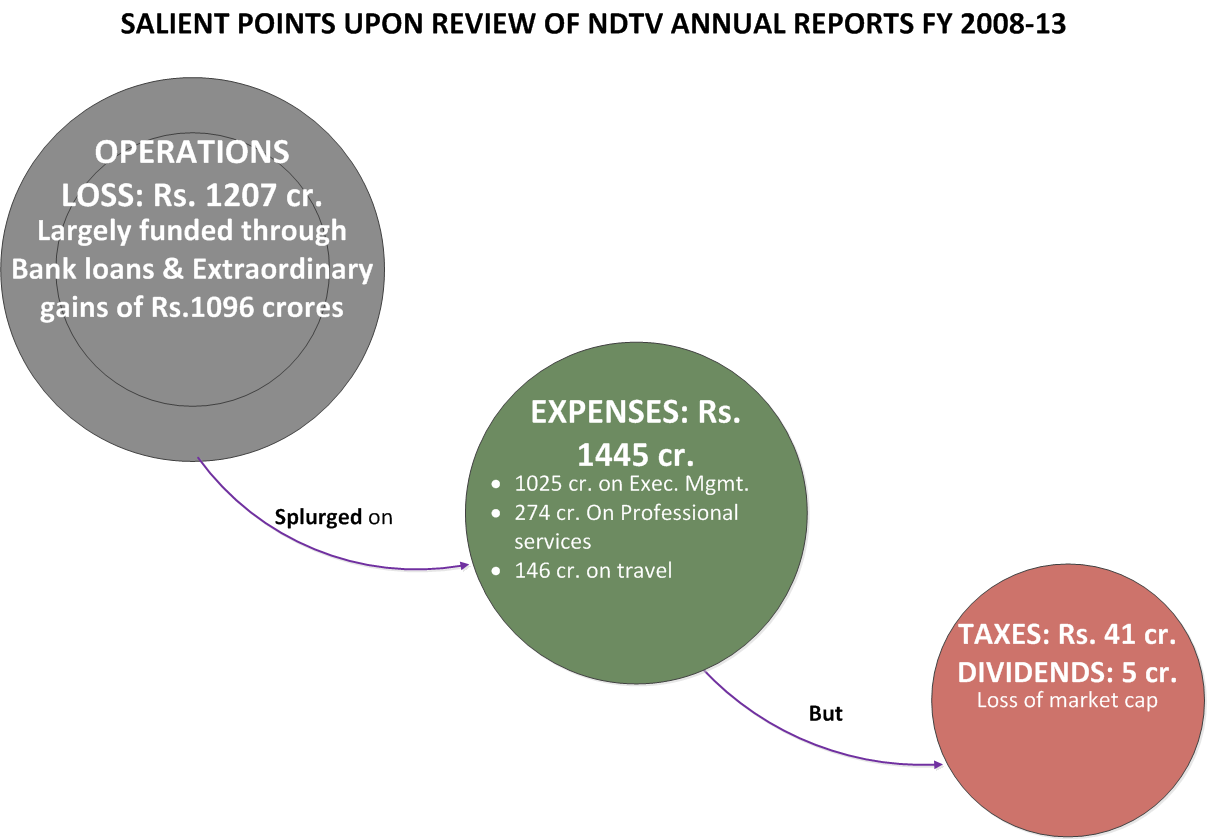 SALIENT POINTS UPON REVIEW OF NDTV ANNUAL REPORTS FY 2008-13
OPERATIONS
LOSS: Rs. 1207 cr.
Largely funded through
Bank loans & Extraordinary
gains of Rs.1096 crores
Splurged on
EXPENSES: Rs.
1445 cr.
• 1025 cr. on Exec. Mgmt.
• 274 cr. On Professional
services
• 146 cr. on travel
But
TAXES: Rs. 41 cr.
DIVIDENDS: 5 cr.
Loss of market cap